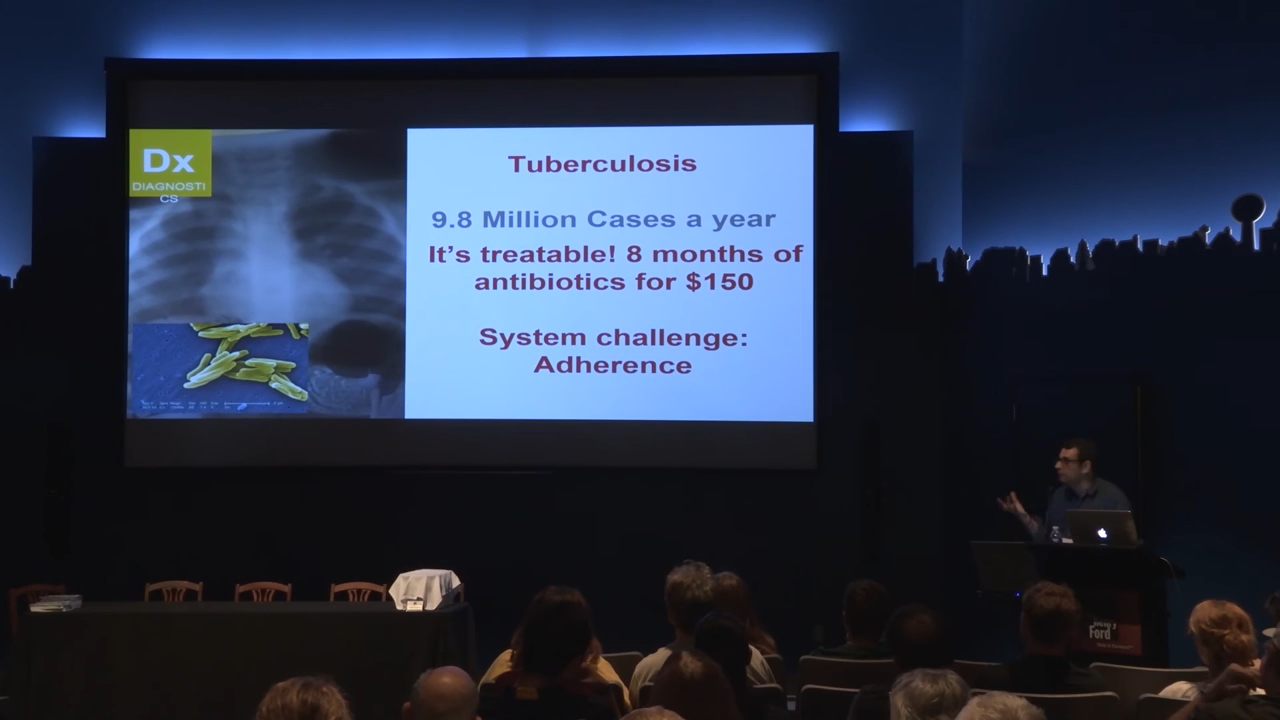 Dx
DIAGNOSTI
CS
Tuberculosis
9.8 Million Cases a year
It's treatable! 8 months of
antibiotics for $150
System challenge:
Adherence
Ford